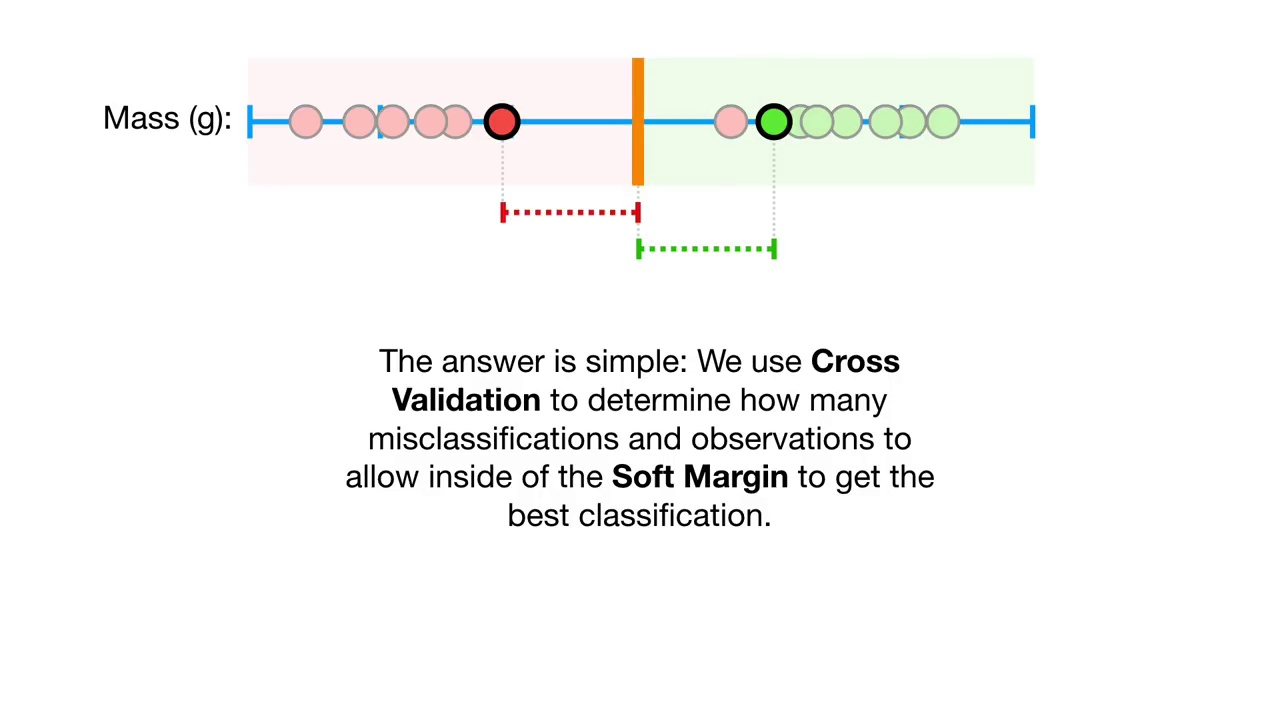 Mass (g):
The answer is simple: We use Cross
Validation to determine how many
misclassifications and observations to
allow inside of the Soft Margin to get the
best classification.